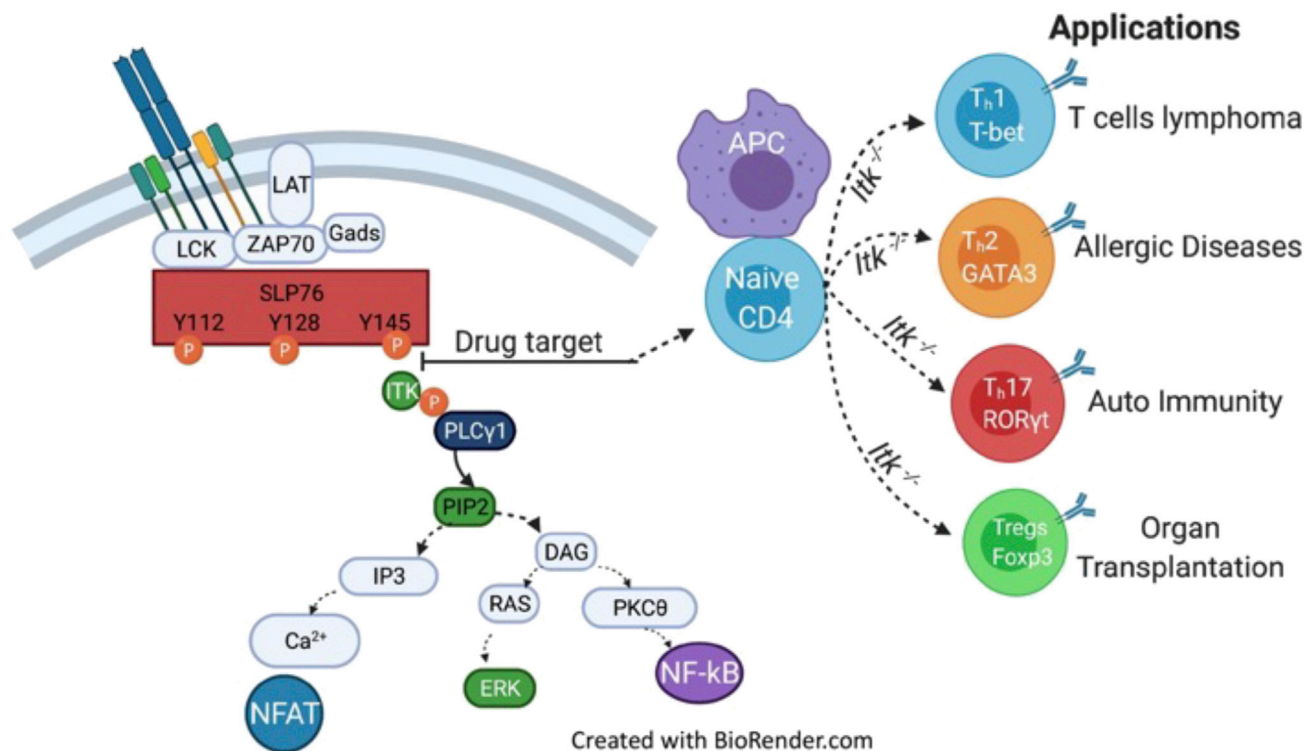 Applications
LAT
LCK
ZAP70
Gads
SLP76
Y112 Y128 Y145
P P P
Drug target
ITK
P
PLCγ1
PIP2
IP3
DAG
Ca²⁺
RAS
PKCθ
NFAT
ERK
NF-kB
APC
Naive
CD4
Itk -/-
Itk -/-
Itk -/-
Itk -/-
Tₕ1
T-bet
T cells lymphoma
Tₕ2
GATA3
Allergic Diseases
Tₕ17
RORγt
Auto Immunity
Tregs
Foxp3
Organ
Transplantation
Created with BioRender.com